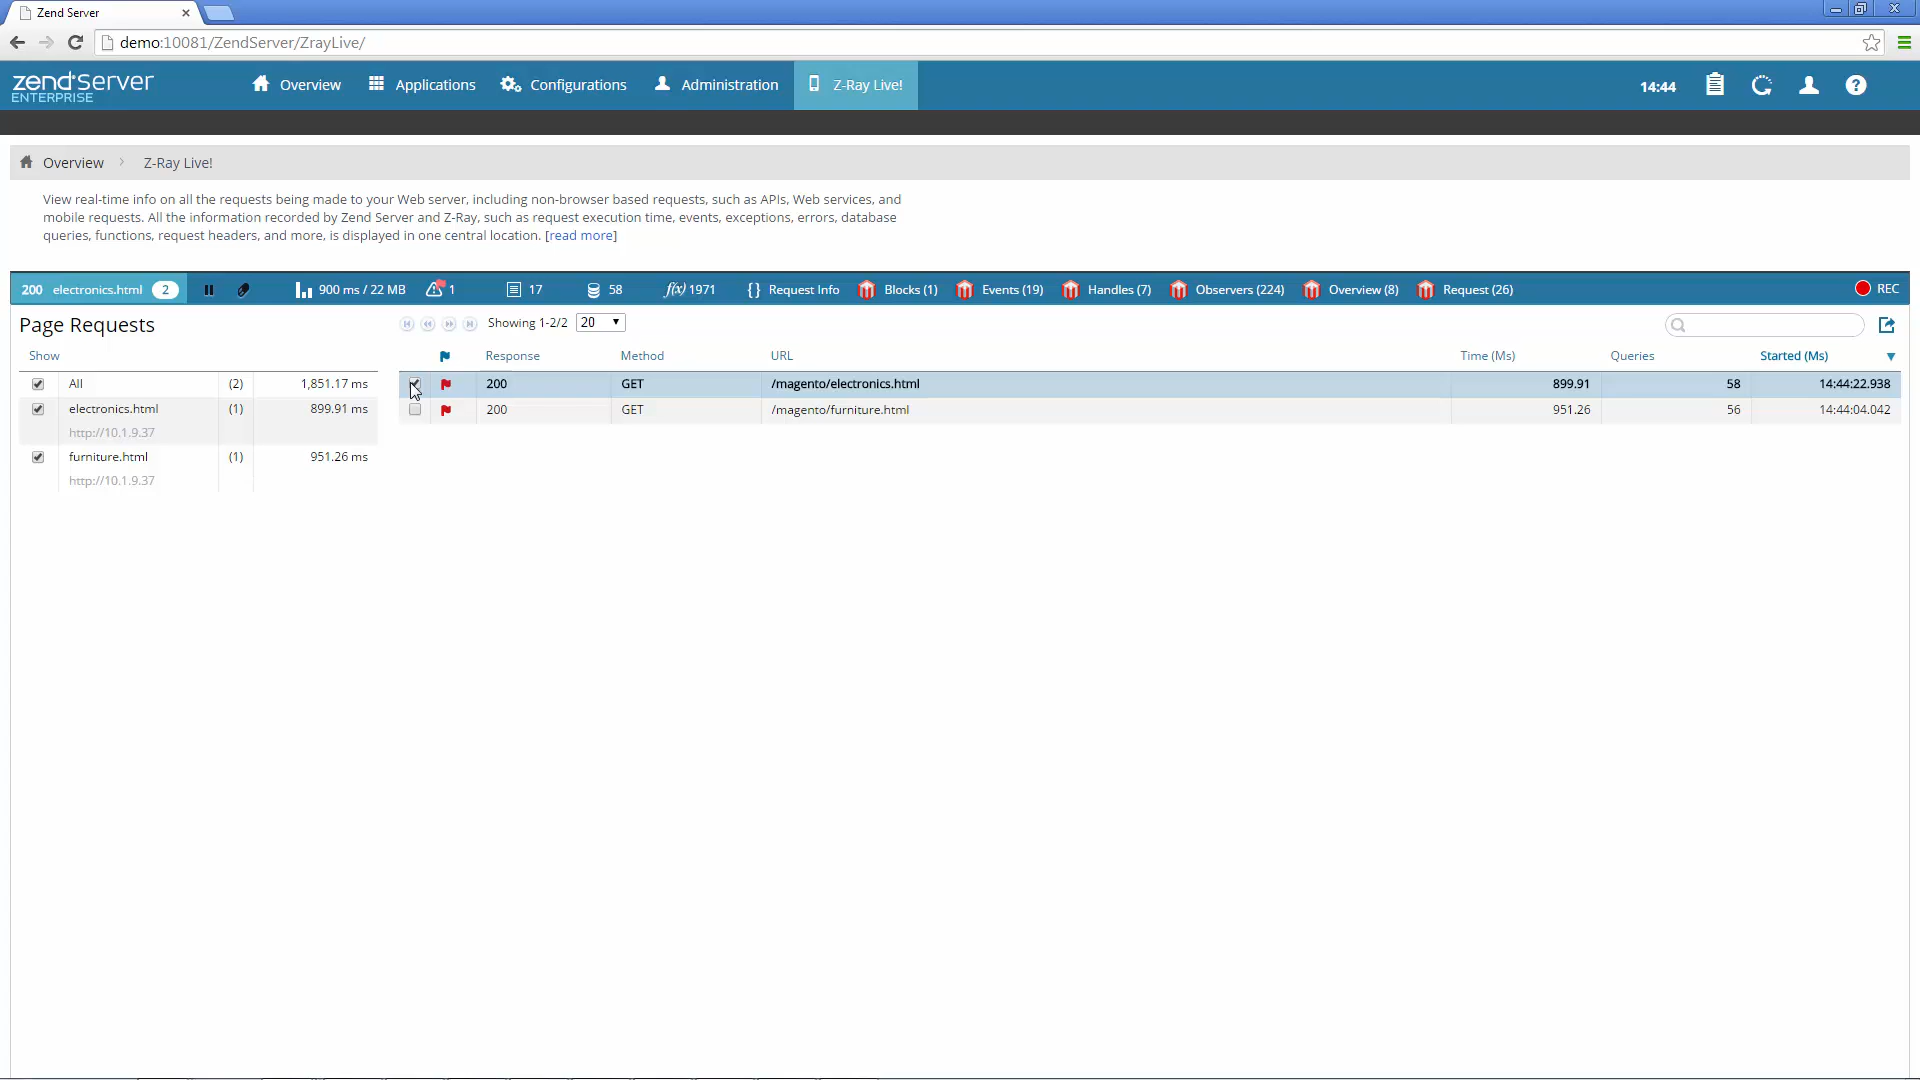 Zend Server
demo:10081/ZendServer/ZrayLive/
zend server
ENTERPRISE
Overview
Applications
Configurations
Administration
Z-Ray Live!
14:44
Overview
Z-Ray Live!
View real-time info on all the requests being made to your Web server, including non-browser based requests, such as APIs, Web services, and
mobile requests. All the information recorded by Zend Server and Z-Ray, such as request execution time, events, exceptions, errors, database
queries, functions, request headers, and more, is displayed in one central location. [read more]
200 electronics.html 2 900 ms / 22 MB 1 17 58 f(x) 1971 {} Request Info Blocks (1) Events (19) Handles (7) Observers (224) Overview (8) Request (26) REC
Page Requests
Showing 1-2/2 20
Show
Response Method URL Time (Ms) Queries Started (Ms)
All (2) 1,851.17 ms
200 GET /magento/electronics.html 899.91 58 14:44:22.938
electronics.html (1) 899.91 ms
http://10.1.9.37
200 GET /magento/furniture.html 951.26 56 14:44:04.042
furniture.html (1) 951.26 ms
http://10.1.9.37